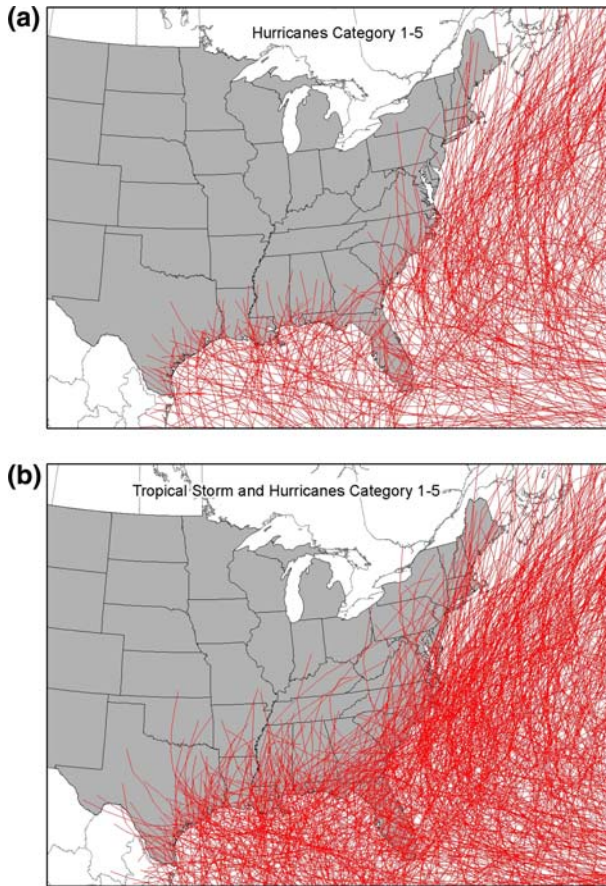 (a)
Hurricanes Category 1-5
(b)
Tropical Storm and Hurricanes Category 1-5